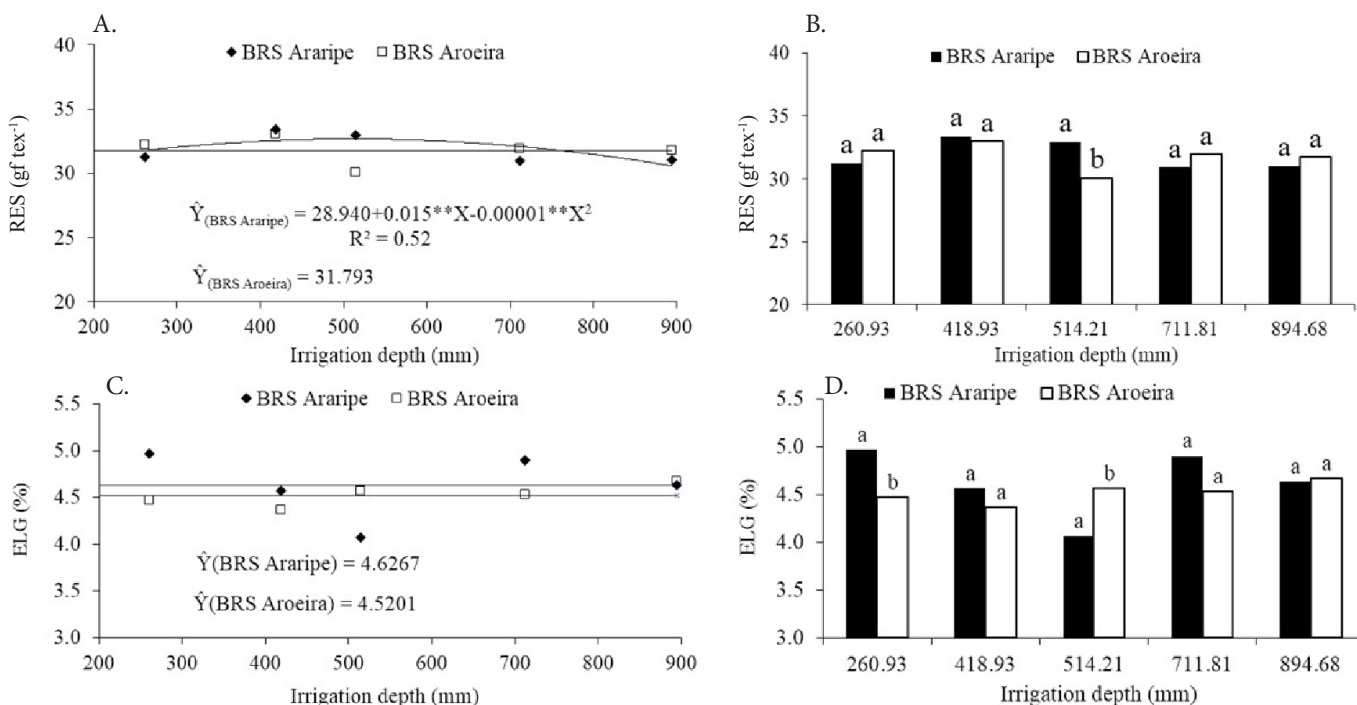 A.
BRS Araripe BRS Aroeira
40
35
30
25
20
RES (gf tex⁻¹)
Ŷ(BRS Araripe) = 28.940+0.015**X-0.00001**X²
R² = 0.52
Ŷ(BRS Aroeira) = 31.793
200 300 400 500 600 700 800 900
Irrigation depth (mm)
B.
BRS Araripe BRS Aroeira
40
35
30
25
20
RES (gf tex⁻¹)
a a a a a b a a a a
260.93 418.93 514.21 711.81 894.68
Irrigation depth (mm)
C.
BRS Araripe BRS Aroeira
5.5
5.0
4.5
4.0
3.5
3.0
ELG (%)
Ŷ(BRS Araripe) = 4.6267
Ŷ(BRS Aroeira) = 4.5201
200 300 400 500 600 700 800 900
Irrigation depth (mm)
D.
BRS Araripe BRS Aroeira
5.5
5.0
4.5
4.0
3.5
3.0
ELG (%)
a b a a a b a a a a
260.93 418.93 514.21 711.81 894.68
Irrigation depth (mm)